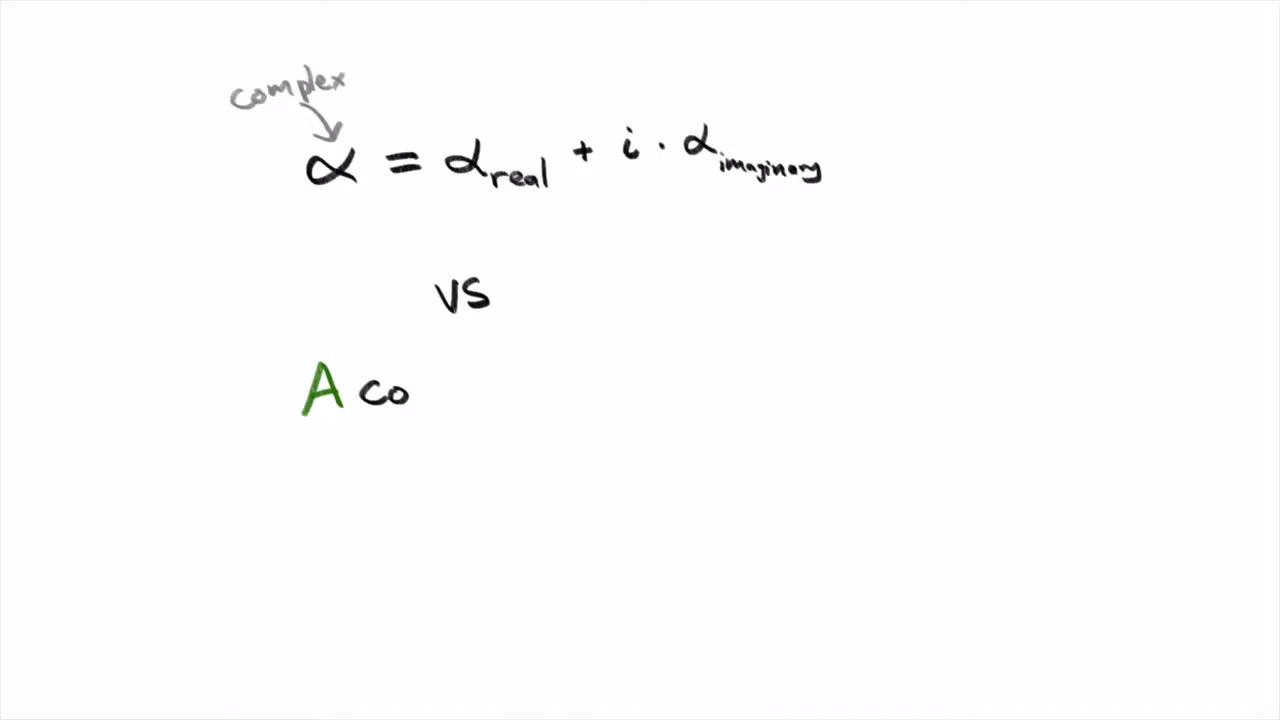 complex
α = α_real + i · α_imaginary
vs
A co